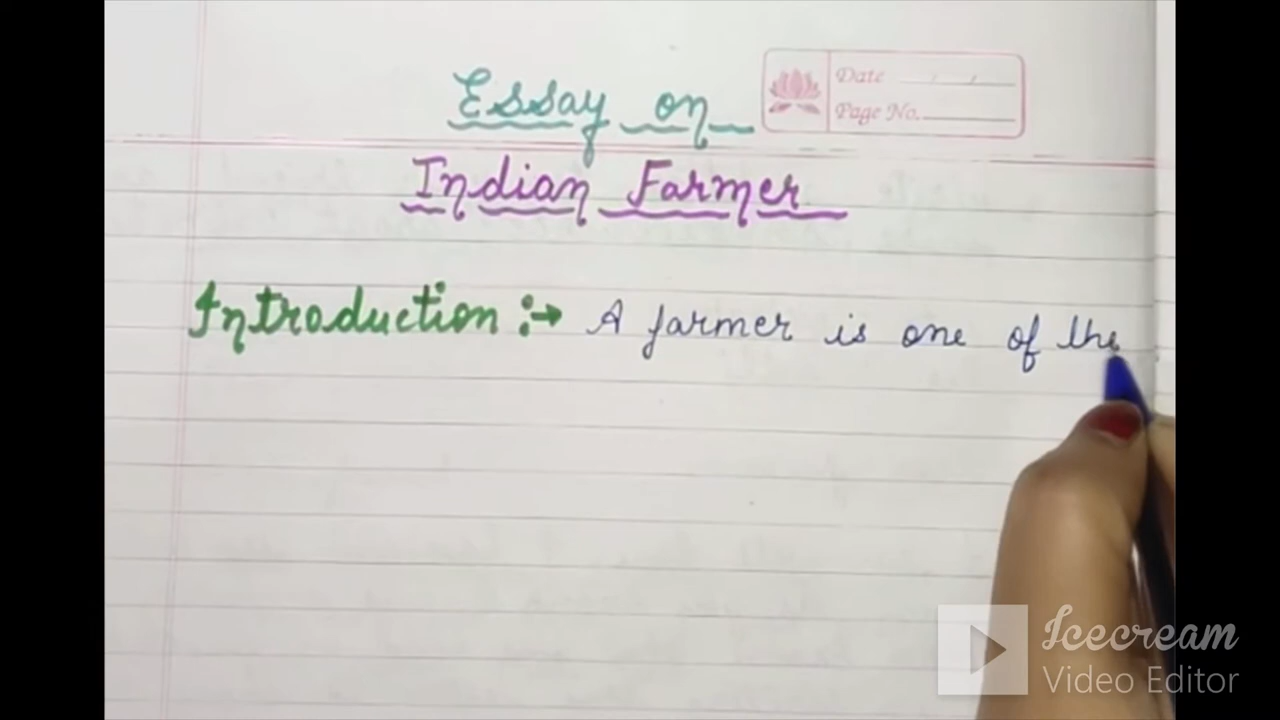 Essay on
Date
Page No.
Indian Farmer
Introduction :→ A farmer is one of the
Icecream
Video Editor